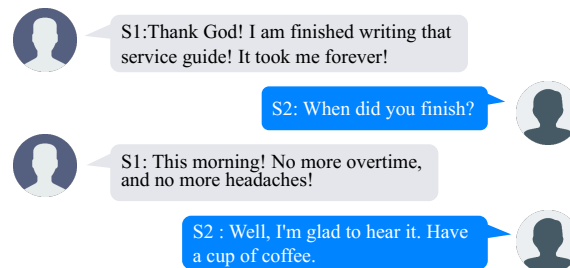 S1:Thank God! I am finished writing that
service guide! It took me forever!
S2: When did you finish?
S1: This morning! No more overtime,
and no more headaches!
S2 : Well, I'm glad to hear it. Have
a cup of coffee.